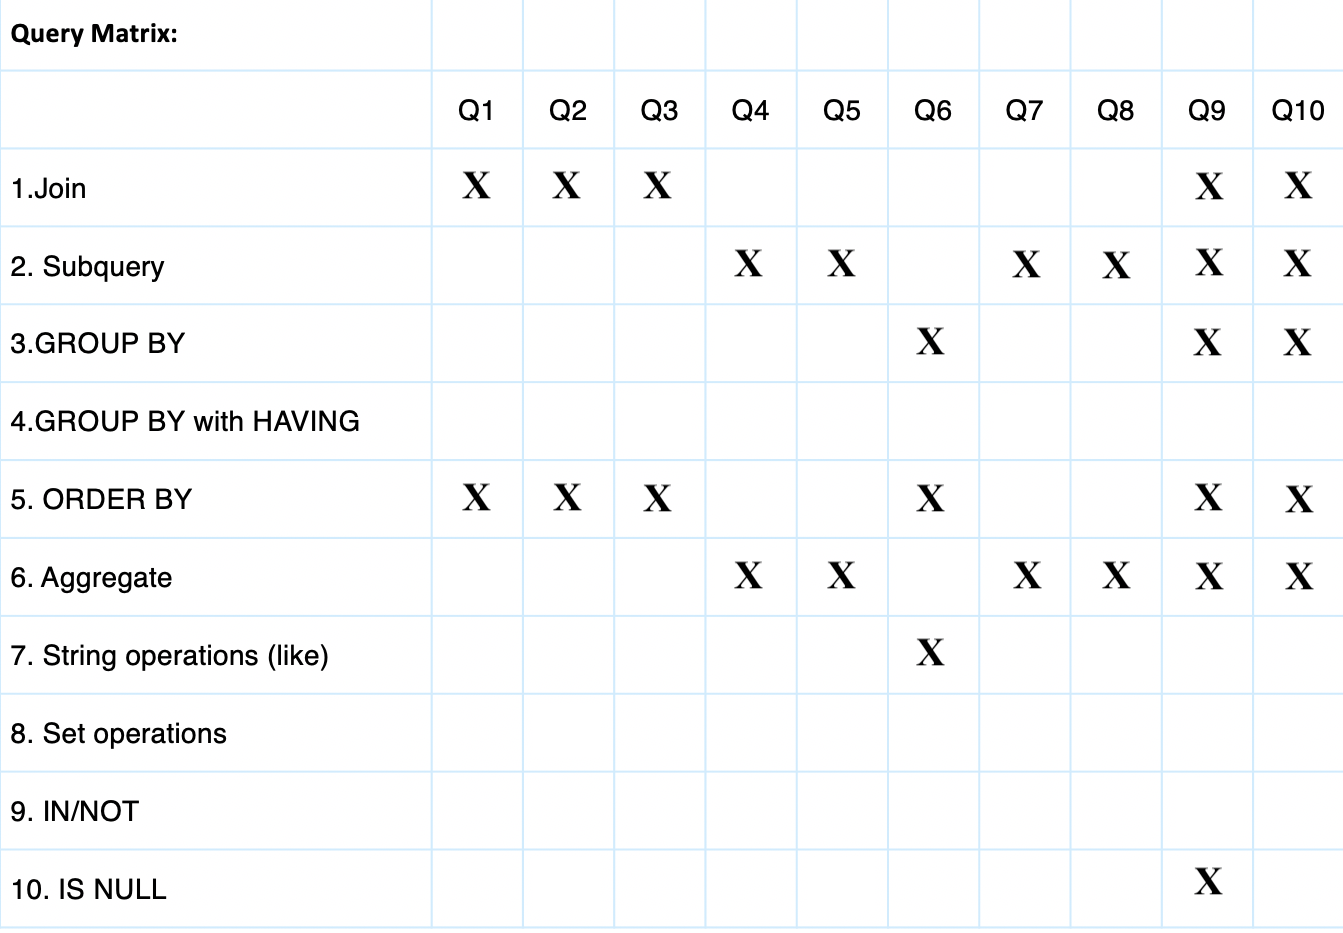 Query Matrix:
Q1 Q2 Q3 Q4 Q5 Q6 Q7 Q8 Q9 Q10
1.Join X X X X X
2. Subquery X X X X X X
3.GROUP BY X X X
4.GROUP BY with HAVING
5. ORDER BY X X X X X X
6. Aggregate X X X X X X
7. String operations (like) X
8. Set operations
9. IN/NOT
10. IS NULL X